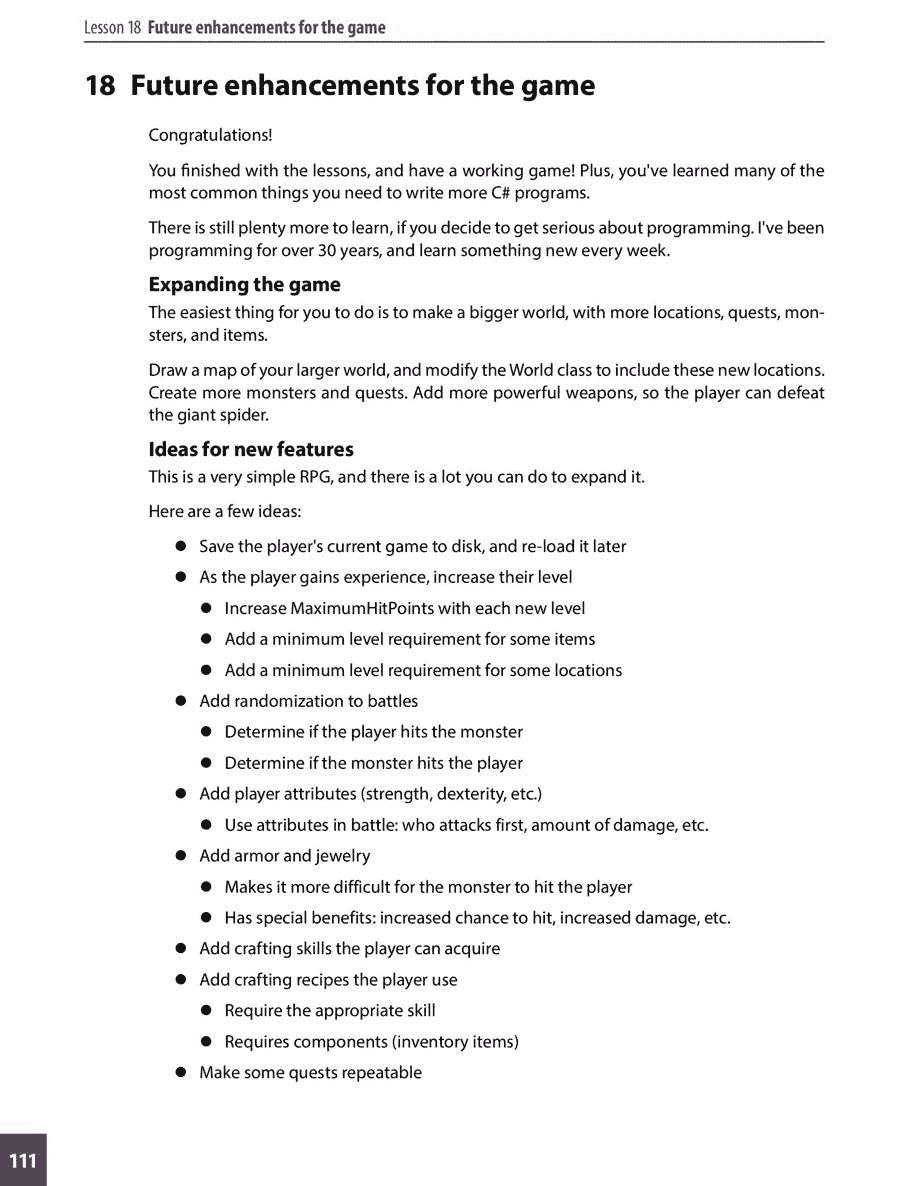 Lesson 18 Future enhancements for the game
18 Future enhancements for the game
Congratulations!
You finished with the lessons, and have a working game! Plus, you've learned many of the
most common things you need to write more C# programs.
There is still plenty more to learn, if you decide to get serious about programming. I've been
programming for over 30 years, and learn something new every week.
Expanding the game
The easiest thing for you to do is to make a bigger world, with more locations, quests, mon-
sters, and items.
Draw a map of your larger world, and modify the World class to include these new locations.
Create more monsters and quests. Add more powerful weapons, so the player can defeat
the giant spider.
Ideas for new features
This is a very simple RPG, and there is a lot you can do to expand it.
Here are a few ideas:
● Save the player's current game to disk, and re-load it later
● As the player gains experience, increase their level
● Increase MaximumHitPoints with each new level
● Add a minimum level requirement for some items
● Add a minimum level requirement for some locations
● Add randomization to battles
● Determine if the player hits the monster
● Determine if the monster hits the player
● Add player attributes (strength, dexterity, etc.)
● Use attributes in battle: who attacks first, amount of damage, etc.
● Add armor and jewelry
● Makes it more difficult for the monster to hit the player
● Has special benefits: increased chance to hit, increased damage, etc.
● Add crafting skills the player can acquire
● Add crafting recipes the player use
● Require the appropriate skill
● Requires components (inventory items)
● Make some quests repeatable
111